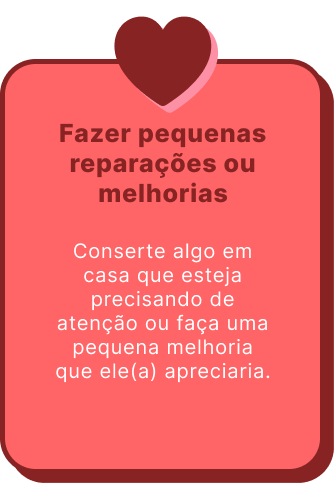 Fazer pequenas
reparações ou
melhorias
Conserte algo em
casa que esteja
precisando de
atenção ou faça uma
pequena melhoria
que ele(a) apreciaria.